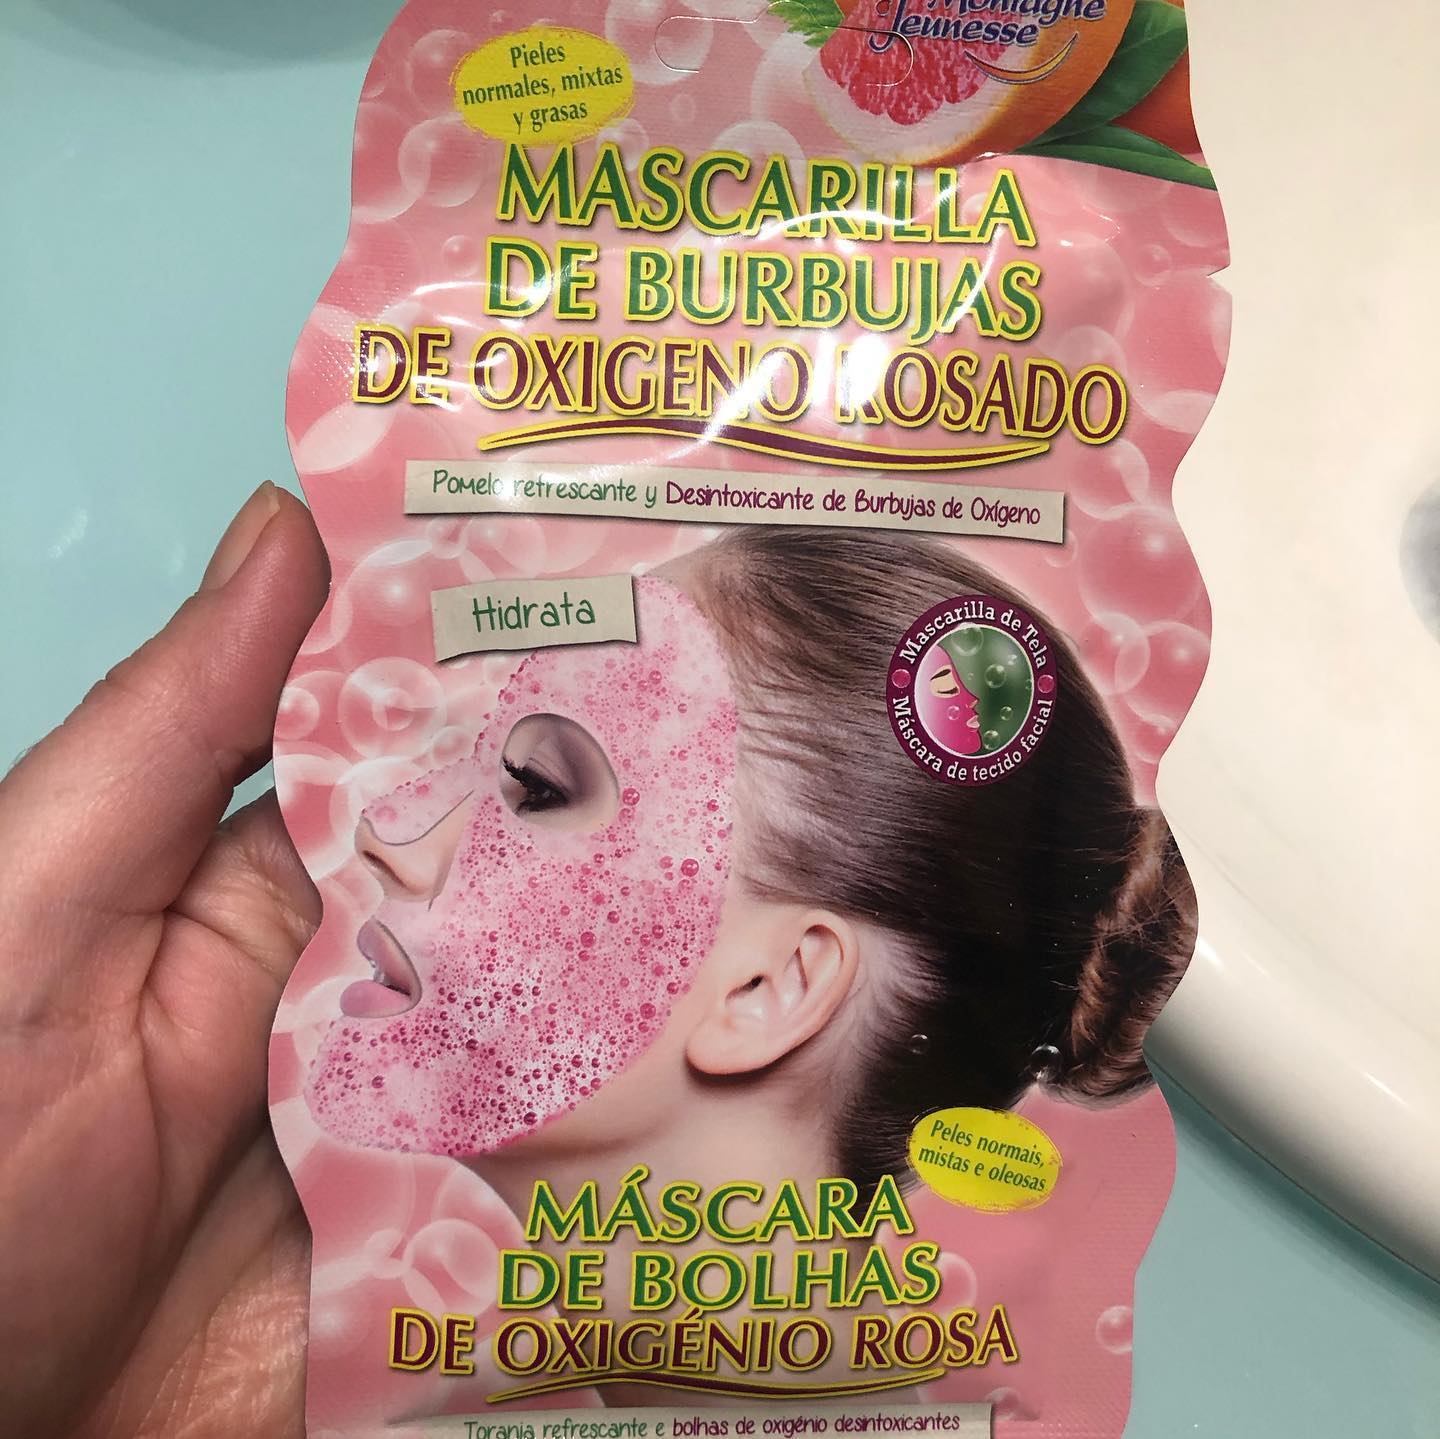 Montagne
Jeunesse
Pieles
normales, mixtas
y grasas
MASCARILLA
DE BURBUJAS
DE OXIGENO ROSADO
Pomelo refrescante y Desintoxicante de Burbujas de Oxígeno
Hidrata
Mascarilla de Tela
Máscara de tecido facial
Peles normais,
mistas e oleosas
MÁSCARA
DE BOLHAS
DE OXIGÉNIO ROSA
Toranja refrescante e bolhas de oxigénio desintoxicantes